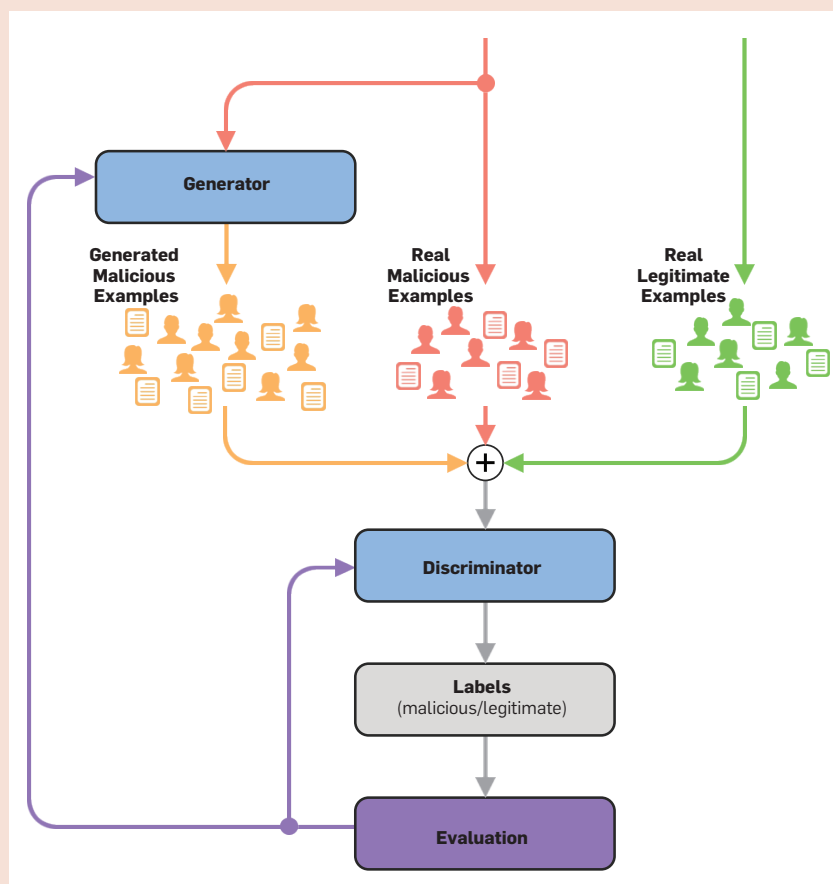 Generator
Generated
Malicious
Examples
Real
Malicious
Examples
Real
Legitimate
Examples
+
Discriminator
Labels
(malicious/legitimate)
Evaluation